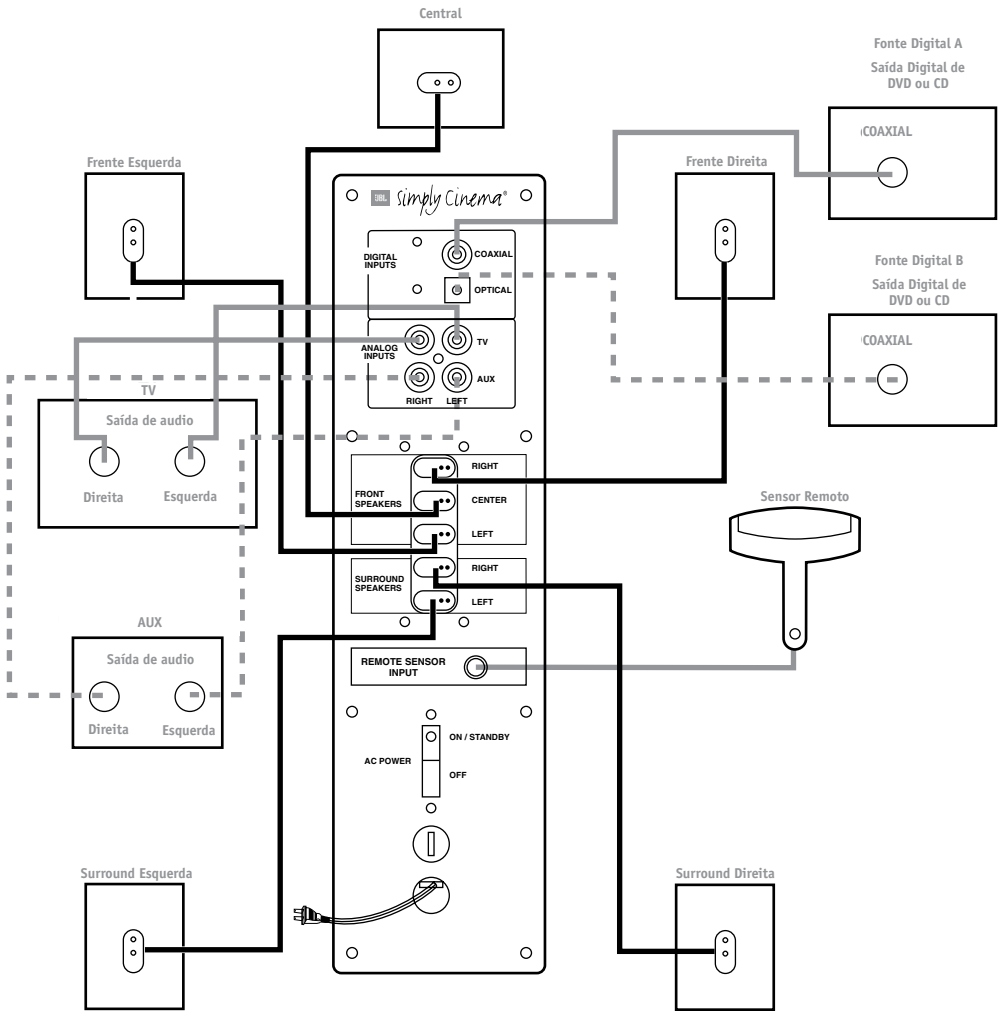 Central
Fonte Digital A
Saída Digital de
DVD ou CD
COAXIAL
Frente Esquerda
Frente Direita
JBL Simply Cinema®
DIGITAL
INPUTS
COAXIAL
OPTICAL
Fonte Digital B
Saída Digital de
DVD ou CD
COAXIAL
ANALOG
INPUTS
TV
AUX
RIGHT LEFT
TV
Saída de audio
Direita Esquerda
FRONT
SPEAKERS
RIGHT
CENTER
LEFT
SURROUND
SPEAKERS
RIGHT
LEFT
Sensor Remoto
AUX
Saída de audio
Direita Esquerda
REMOTE SENSOR
INPUT
AC POWER
ON / STANDBY
OFF
Surround Esquerda
Surround Direita